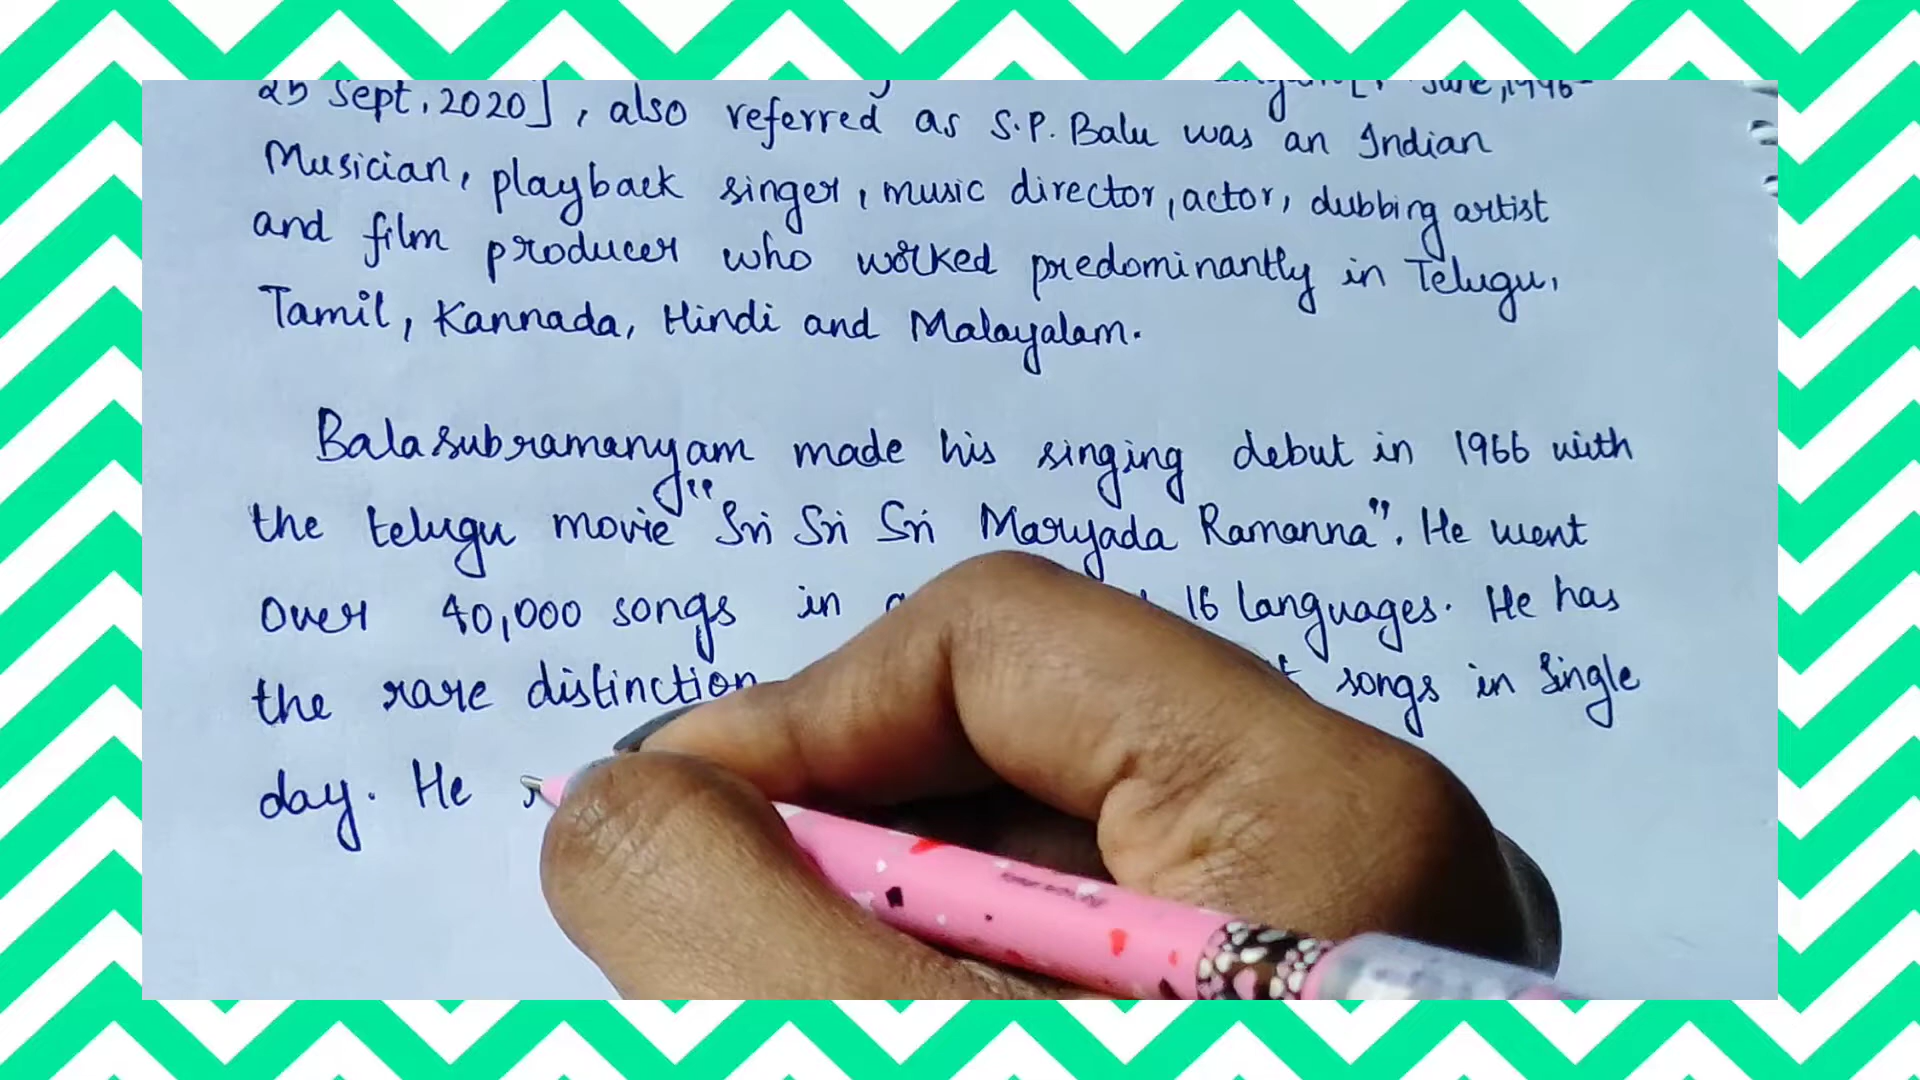 25 Sept, 2020], also referred as S.P. Balu was an Indian
Musician, playback singer, music director, actor, dubbing artist
and film producer who worked predominantly in Telugu,
Tamil, Kannada, Hindi and Malayalam.
Balasubramanyam made his singing debut in 1966 with
the telugu movie "Sri Sri Sri Maryada Ramanna". He went
over 40,000 songs in 16 languages. He has
the rare distinction songs in Single
day. He